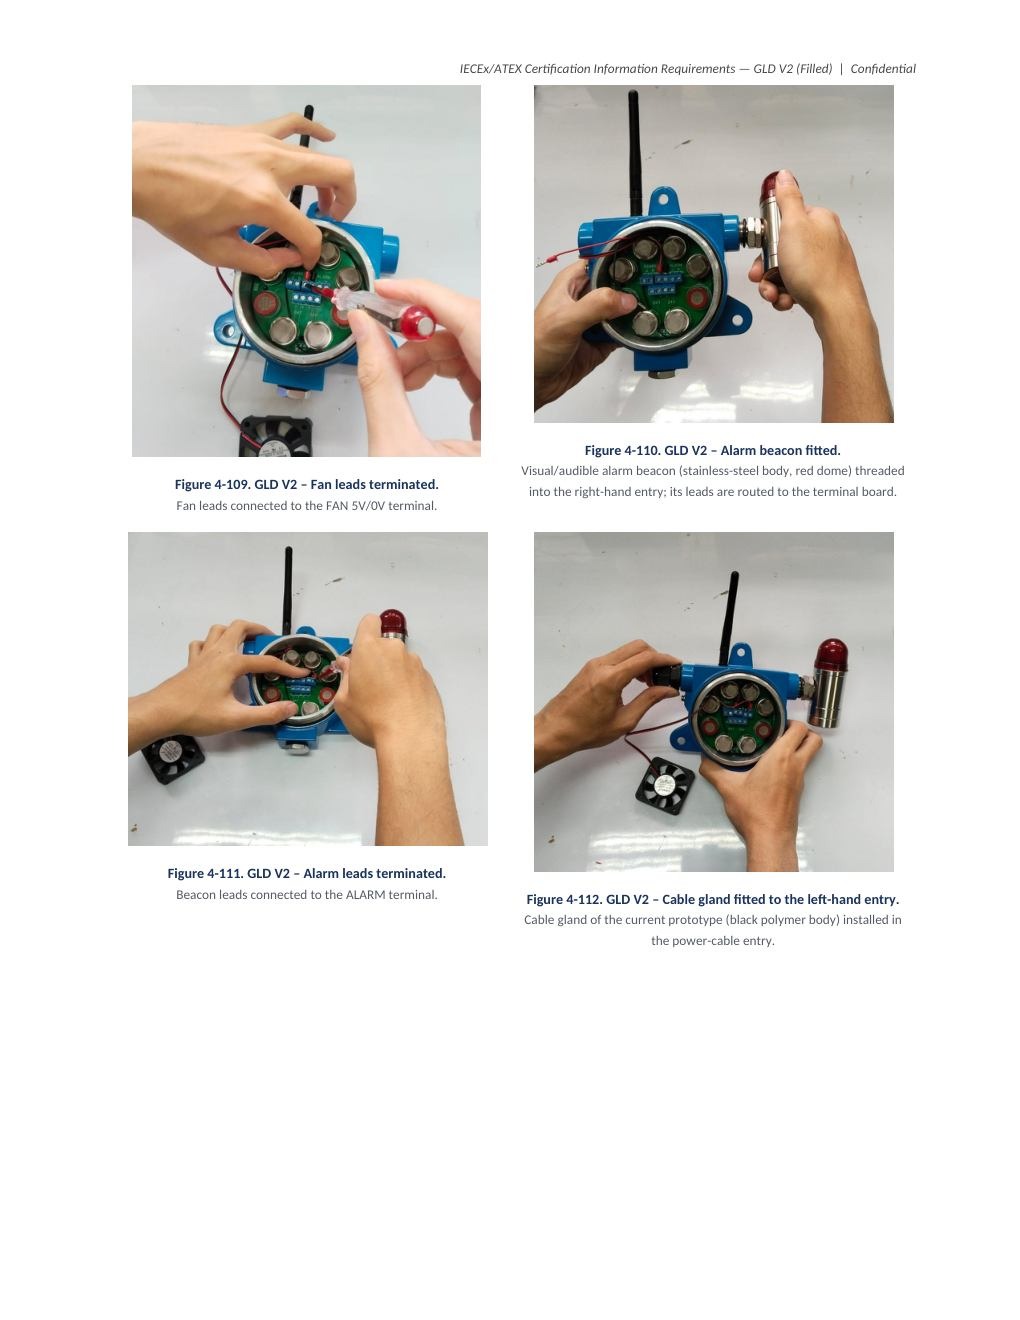 IECEx/ATEX Certification Information Requirements — GLD V2 (Filled) | Confidential
Figure 4-109. GLD V2 – Fan leads terminated.
Fan leads connected to the FAN 5V/0V terminal.
Figure 4-110. GLD V2 – Alarm beacon fitted.
Visual/audible alarm beacon (stainless-steel body, red dome) threaded
into the right-hand entry; its leads are routed to the terminal board.
Figure 4-111. GLD V2 – Alarm leads terminated.
Beacon leads connected to the ALARM terminal.
Figure 4-112. GLD V2 – Cable gland fitted to the left-hand entry.
Cable gland of the current prototype (black polymer body) installed in
the power-cable entry.